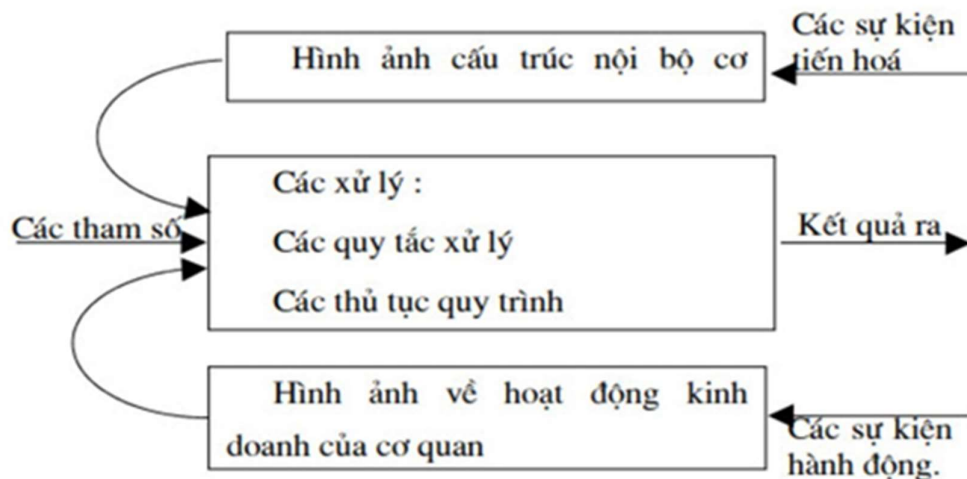 Các sự kiện
tiến hoá
Hình ảnh cấu trúc nội bộ cơ
Các xử lý :
Các quy tắc xử lý
Các thủ tục quy trình
Các tham số
Kết quả ra
Hình ảnh về hoạt động kinh
doanh của cơ quan
Các sự kiện
hành động.